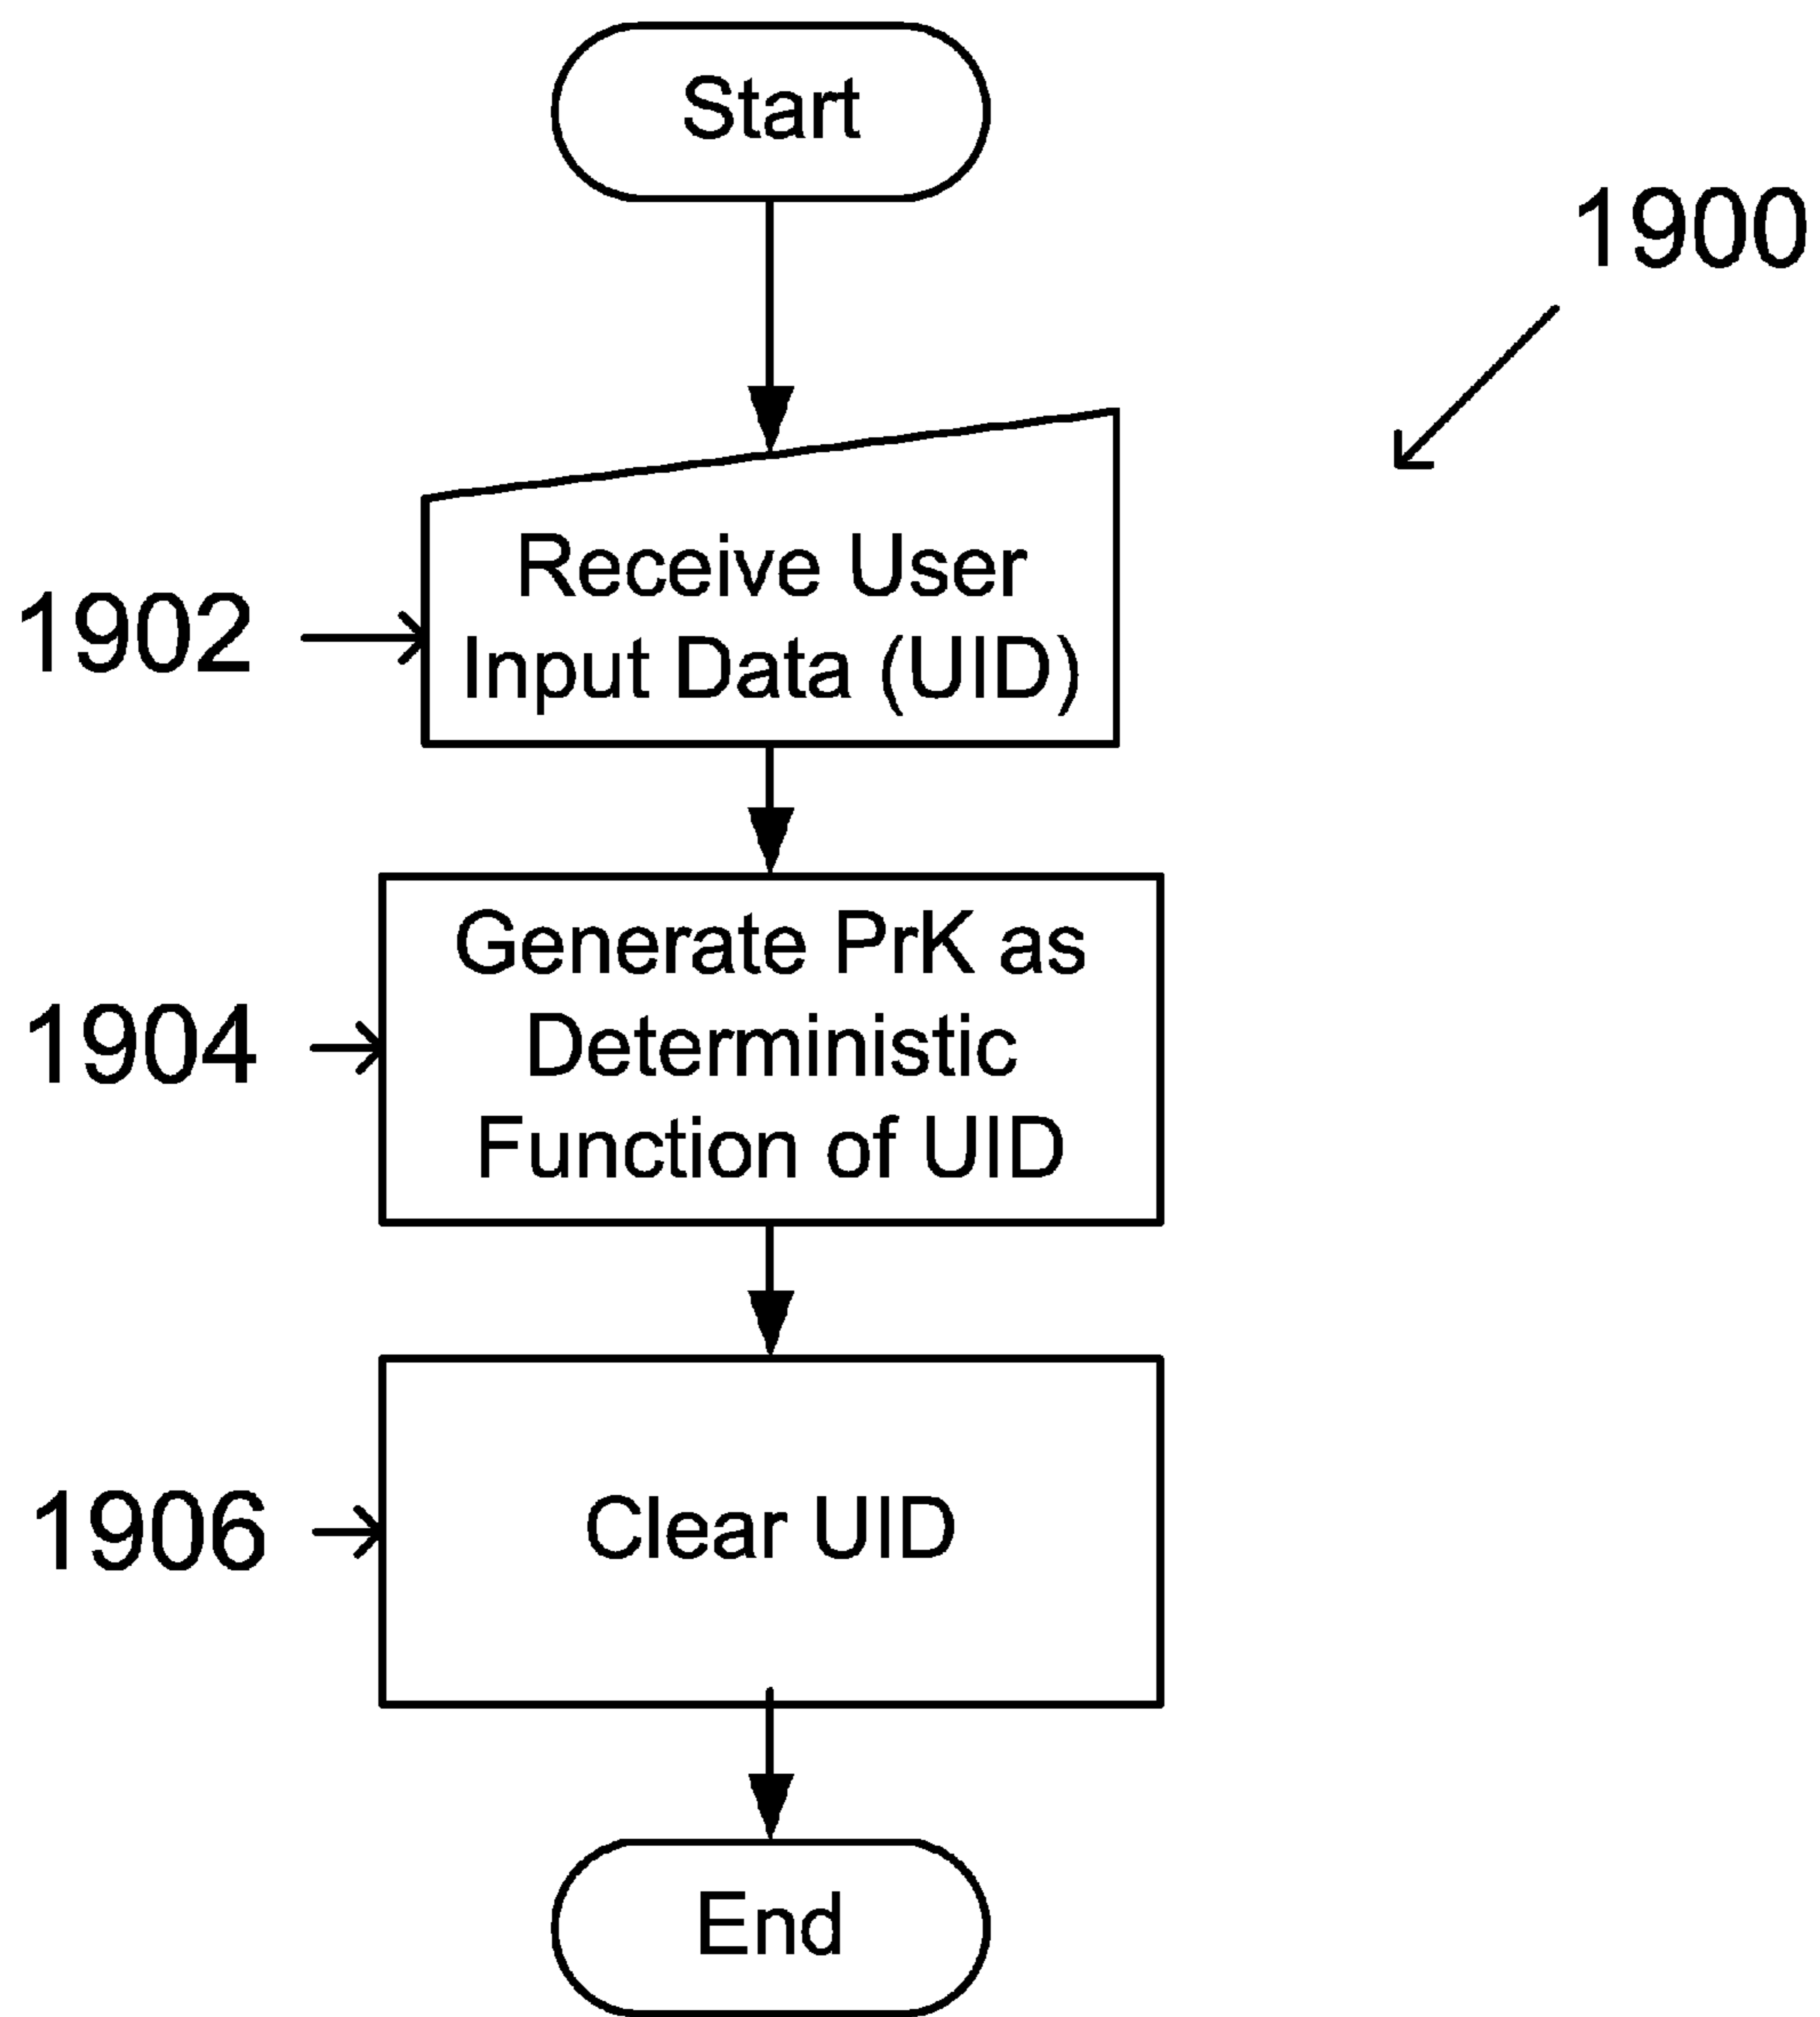 Start
1900
Receive User
1902
Input Data (UID)
Generate PrK as
1904
Deterministic
Function of UID
1906
Clear UID
End